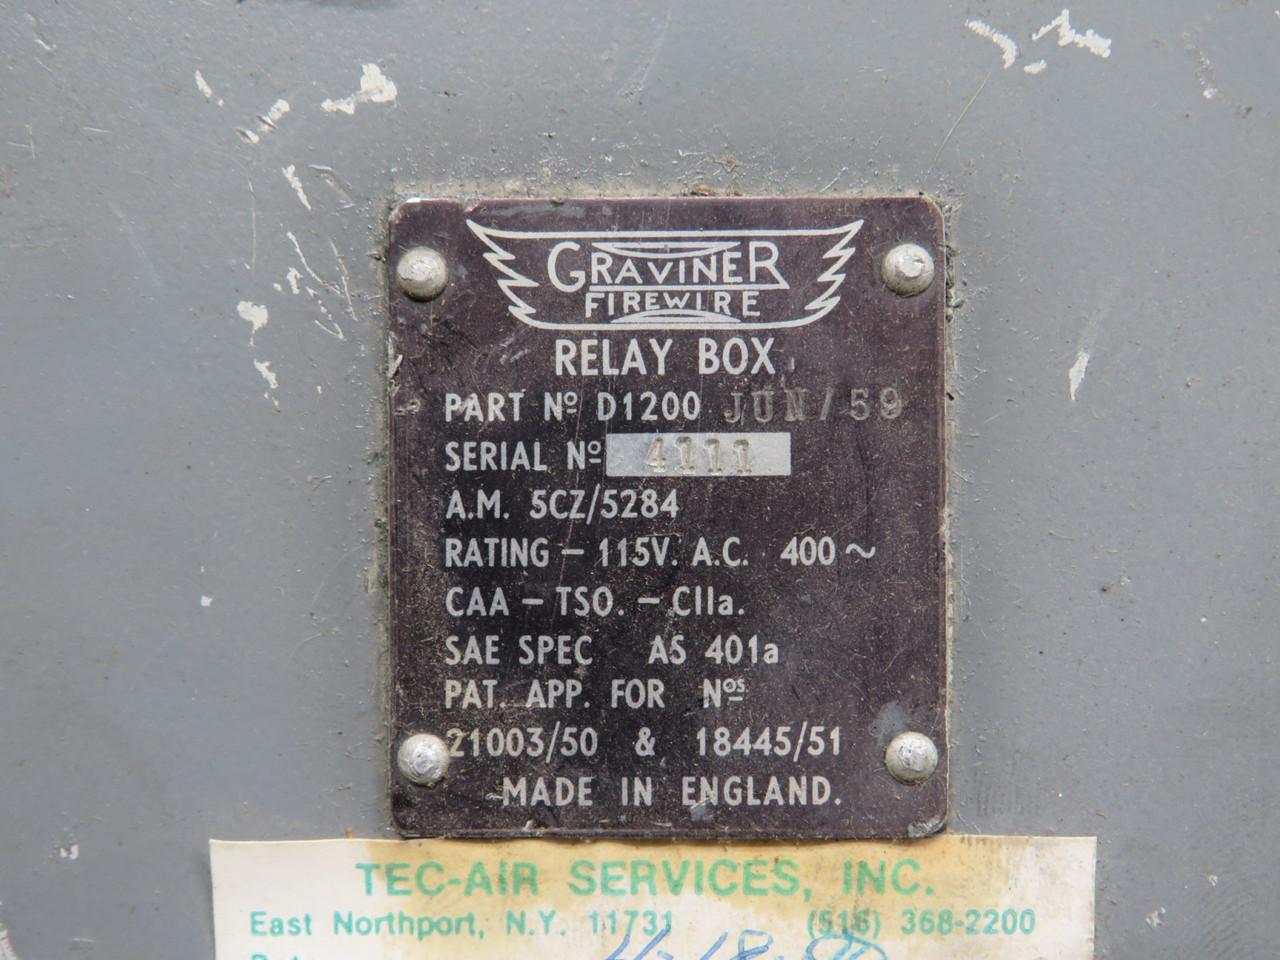 GRAVINER
FIREWIRE
RELAY BOX
PART Nº D1200 JUN/59
SERIAL Nº 4111
A.M. 5CZ/5284
RATING - 115V. A.C. 400~
CAA - TSO. - C11a.
SAE SPEC AS 401a
PAT. APP. FOR Nºˢ
21003/50 & 18445/51
MADE IN ENGLAND.
TEC-AIR SERVICES, INC.
East Northport, N.Y. 11731 (516) 368-2200